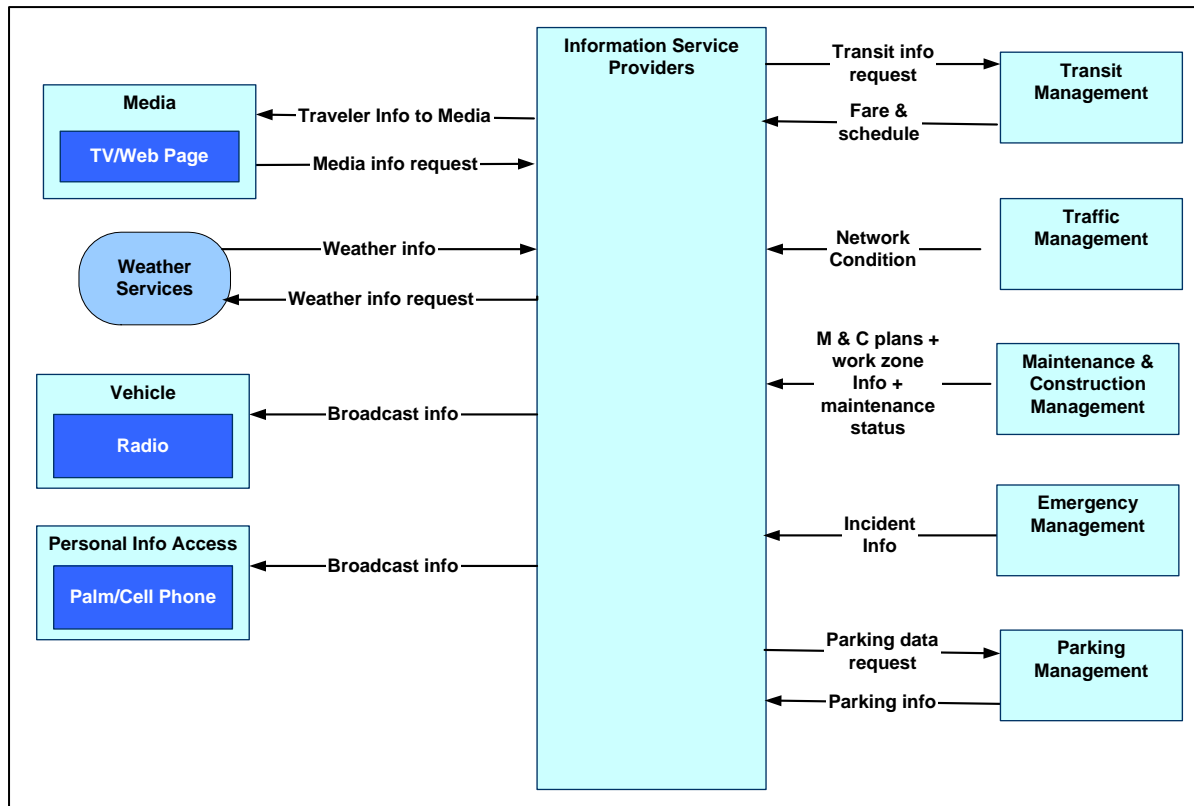 Information Service
Providers
Media
TV/Web Page
Traveler Info to Media
Media info request
Weather
Services
Weather info
Weather info request
Vehicle
Radio
Broadcast info
Personal Info Access
Palm/Cell Phone
Broadcast info
Transit info
request
Fare &
schedule
Transit
Management
Network
Condition
Traffic
Management
M & C plans +
work zone
Info +
maintenance
status
Maintenance &
Construction
Management
Incident
Info
Emergency
Management
Parking data
request
Parking info
Parking
Management